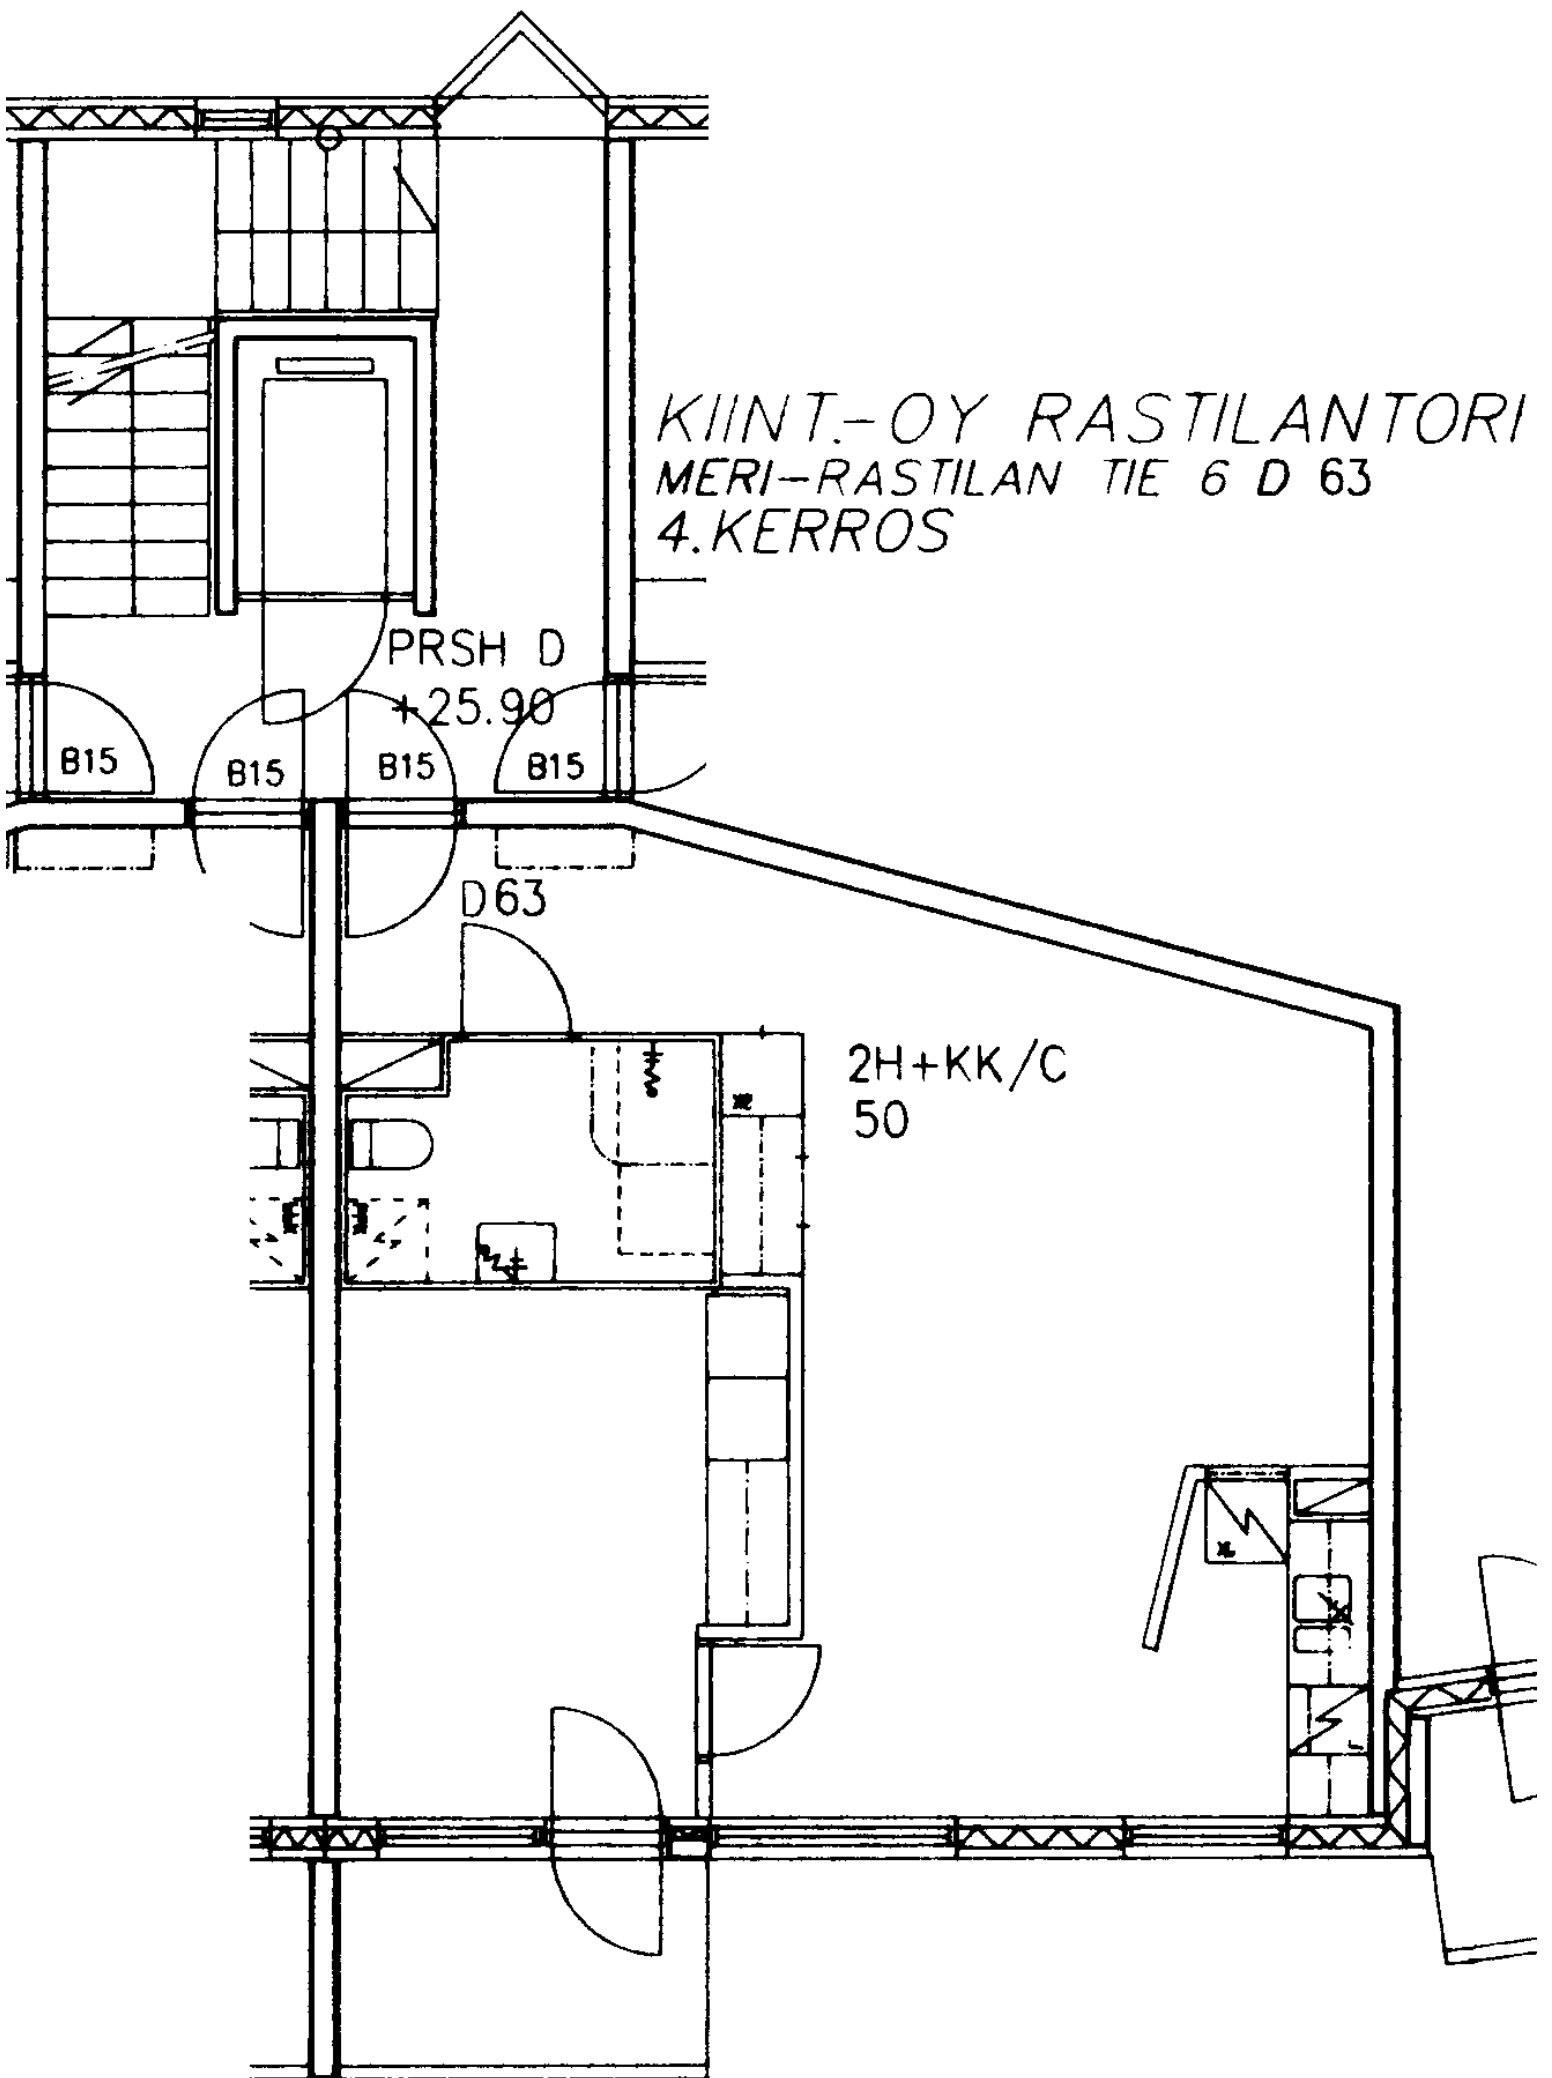 KIINT.-OY RASTILANTORI
MERI-RASTILAN TIE 6 D 63
4.KERROS
PRSH D
+25.90
B15
B15
B15
B15
D63
2H+KK/C
50